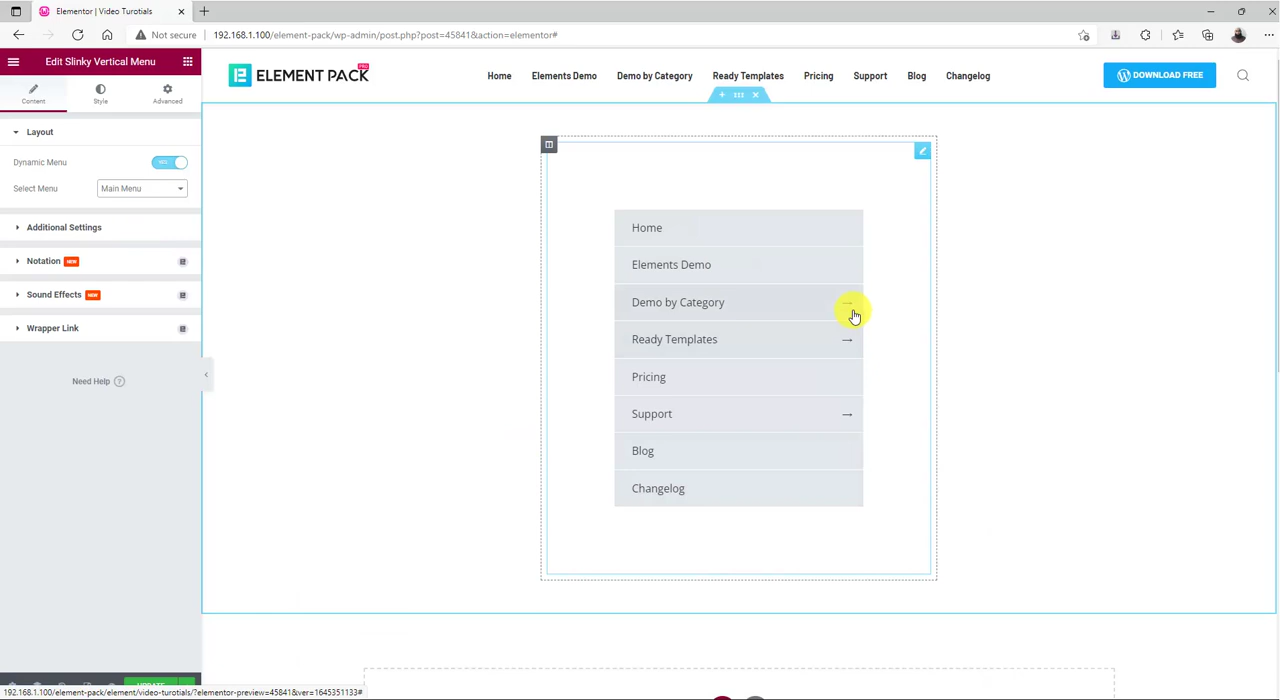 Elementor | Video Turotials
Not secure 192.168.1.100/element-pack/wp-admin/post.php?post=45841&action=elementor#
Edit Slinky Vertical Menu
Content Style Advanced
Layout
Dynamic Menu YES
Select Menu Main Menu
Additional Settings
Notation NEW
Sound Effects NEW
Wrapper Link
Need Help ?
ELEMENT PACK PRO
Home Elements Demo Demo by Category Ready Templates Pricing Support Blog Changelog
DOWNLOAD FREE
Home
Elements Demo
Demo by Category
Ready Templates
Pricing
Support
Blog
Changelog
UPDATE
192.168.1.100/element-pack/element/video-turotials/?elementor-preview=45841&ver=1645351133#